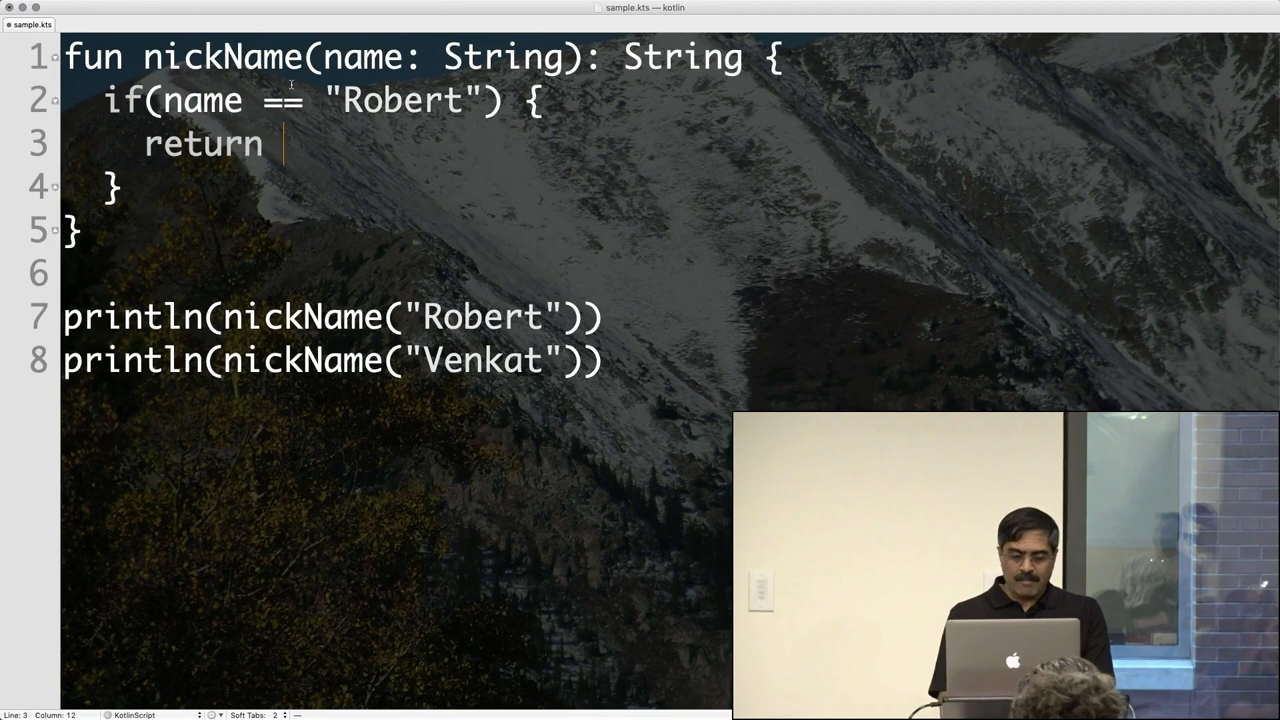 sample.kts — kotlin
sample.kts
1 fun nickName(name: String): String {
2   if(name == "Robert") {
3     return
4   }
5 }
6
7 println(nickName("Robert"))
8 println(nickName("Venkat"))
Line: 3 Column: 12 KotlinScript Soft Tabs: 2 —